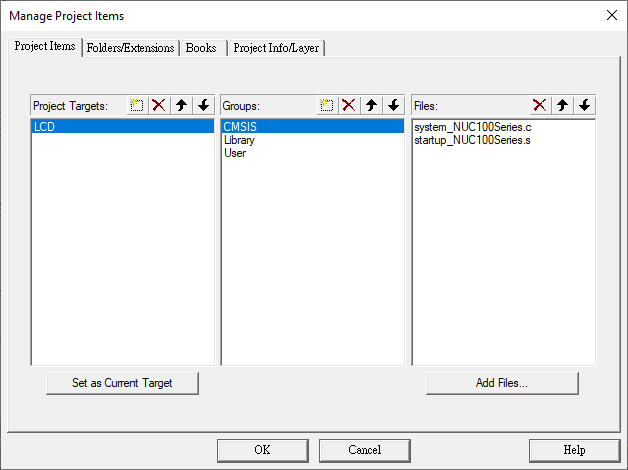 Manage Project Items
Project Items
Folders/Extensions
Books
Project Info/Layer
Project Targets:
Groups:
Files:
LCD
CMSIS
Library
User
system_NUC100Series.c
startup_NUC100Series.s
Set as Current Target
Add Files...
OK
Cancel
Help